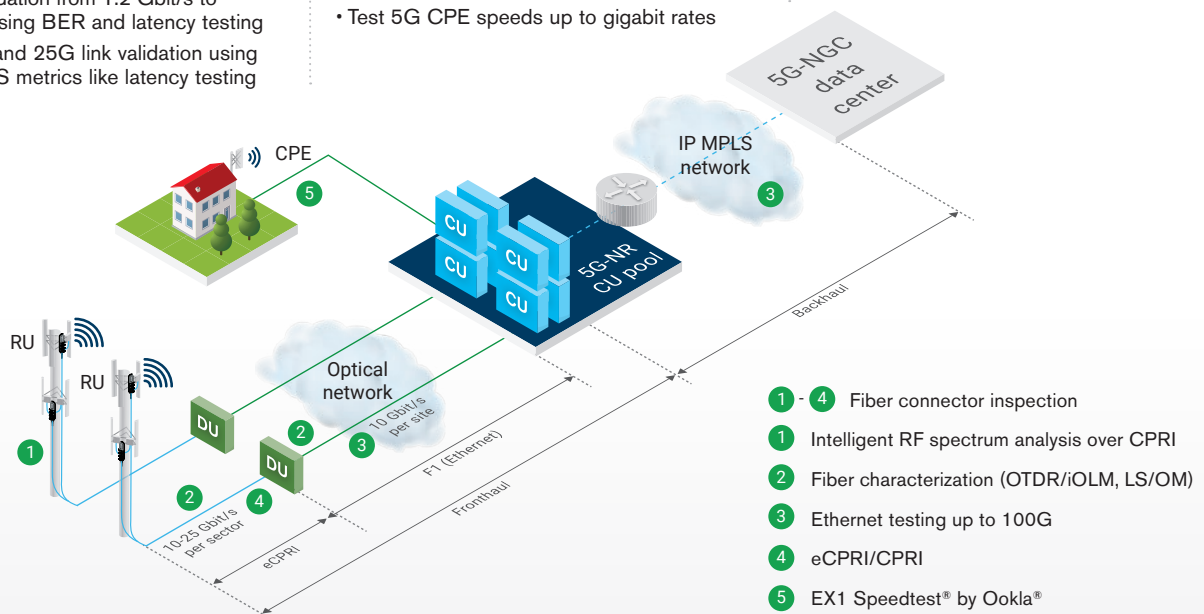 dation from 1.2 Gbit/s to
sing BER and latency testing
and 25G link validation using
S metrics like latency testing
• Test 5G CPE speeds up to gigabit rates
5G-NGC
data
center
IP MPLS
network
3
CPE
5
CU
CU
CU
CU
5G-NR
CU pool
Backhaul
RU
RU
Optical
network
DU
2
10 Gbit/s
per site
3
DU
1
2
4
F1 (Ethernet)
Fronthaul
10-25 Gbit/s
per sector
eCPRI
1 - 4 Fiber connector inspection
1 Intelligent RF spectrum analysis over CPRI
2 Fiber characterization (OTDR/iOLM, LS/OM)
3 Ethernet testing up to 100G
4 eCPRI/CPRI
5 EX1 Speedtest® by Ookla®